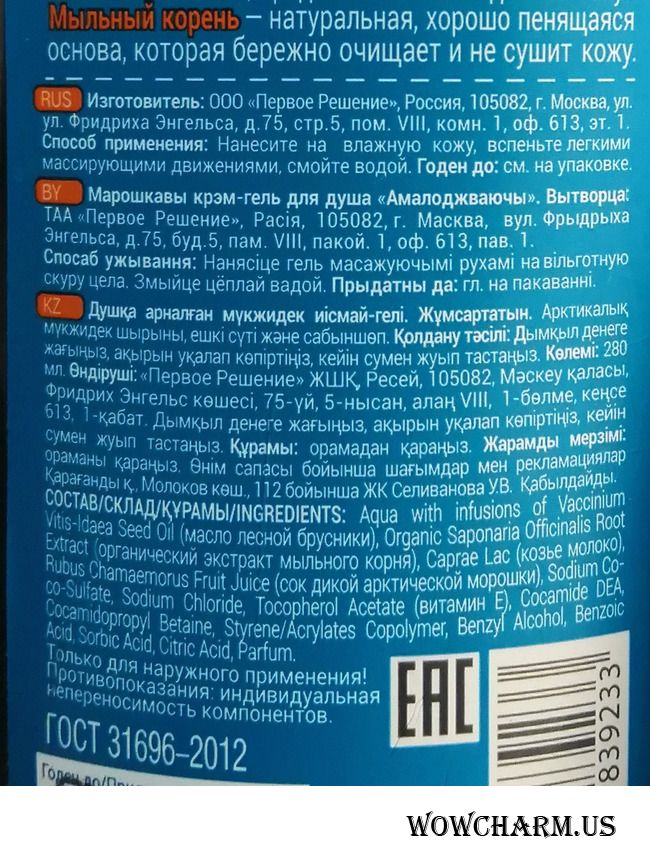 Мыльный корень – натуральная, хорошо пенящаяся
основа, которая бережно очищает и не сушит кожу.
RUS Изготовитель: ООО «Первое Решение», Россия, 105082, г. Москва, ул.
ул. Фридриха Энгельса, д.75, стр.5, пом. VIII, комн. 1, оф. 613, эт. 1.
Способ применения: Нанесите на влажную кожу, вспеньте легкими
массирующими движениями, смойте водой. Годен до: см. на упаковке.
BY Марошкавы крэм-гель для душа «Амалоджваючы». Вытворца:
ТАА «Первое Решение», Расія, 105082, г. Масква, вул. Фрыдрыха
Энгельса, д.75, буд.5, пам. VIII, пакой. 1, оф. 613, пав. 1.
Спосаб ужывання: Нанясіце гель масажуючымі рухамі на вільготную
скуру цела. Змыйце цёплай вадой. Прыдатны да: гл. на пакаванні.
KZ Душқа арналған мүкжидек иісмай-гелі. Жұмсартатын. Арктикалық
мүкжидек шырыны, ешкі сүті және сабыншөп. Қолдану тәсілі: Дымқыл денеге
жағыңыз, ақырын уқалап көпіртіңіз, кейін сумен жуып тастаңыз. Көлемі: 280
мл. Өндіруші: «Первое Решение» ЖШҚ, Ресей, 105082, Мәскеу қаласы,
Фридрих Энгельс көшесі, 75-үй, 5-нысан, алаң VIII, 1-бөлме, кеңсе
613, 1-қабат. Дымқыл денеге жағыңыз, ақырын уқалап көпіртіңіз, кейін
сумен жуып тастаңыз. Құрамы: орамадан қараңыз. Жарамды мерзімі:
ораманы қараңыз. Өнім сапасы бойынша шағымдар мен рекламациялар
Қарағанды қ., Молоков көш., 112 бойынша ЖК Селиванова У.В. Қабылдайды.
СОСТАВ/СКЛАД/ҚҰРАМЫ/INGREDIENTS: Aqua with infusions of Vaccinium
Vitis-Idaea Seed Oil (масло лесной брусники), Organic Saponaria Officinalis Root
Extract (органический экстракт мыльного корня), Caprae Lac (козье молоко),
Rubus Chamaemorus Fruit Juice (сок дикой арктической морошки), Sodium Co-
co-Sulfate, Sodium Chloride, Tocopherol Acetate (витамин Е), Cocamide DEA,
Cocamidopropyl Betaine, Styrene/Acrylates Copolymer, Benzyl Alcohol, Benzoic
Acid, Sorbic Acid, Citric Acid, Parfum.
Только для наружного применения!
Противопоказания: индивидуальная
непереносимость компонентов.
EAC
ГОСТ 31696–2012
839233
Годен до/
WOWCHARM.US